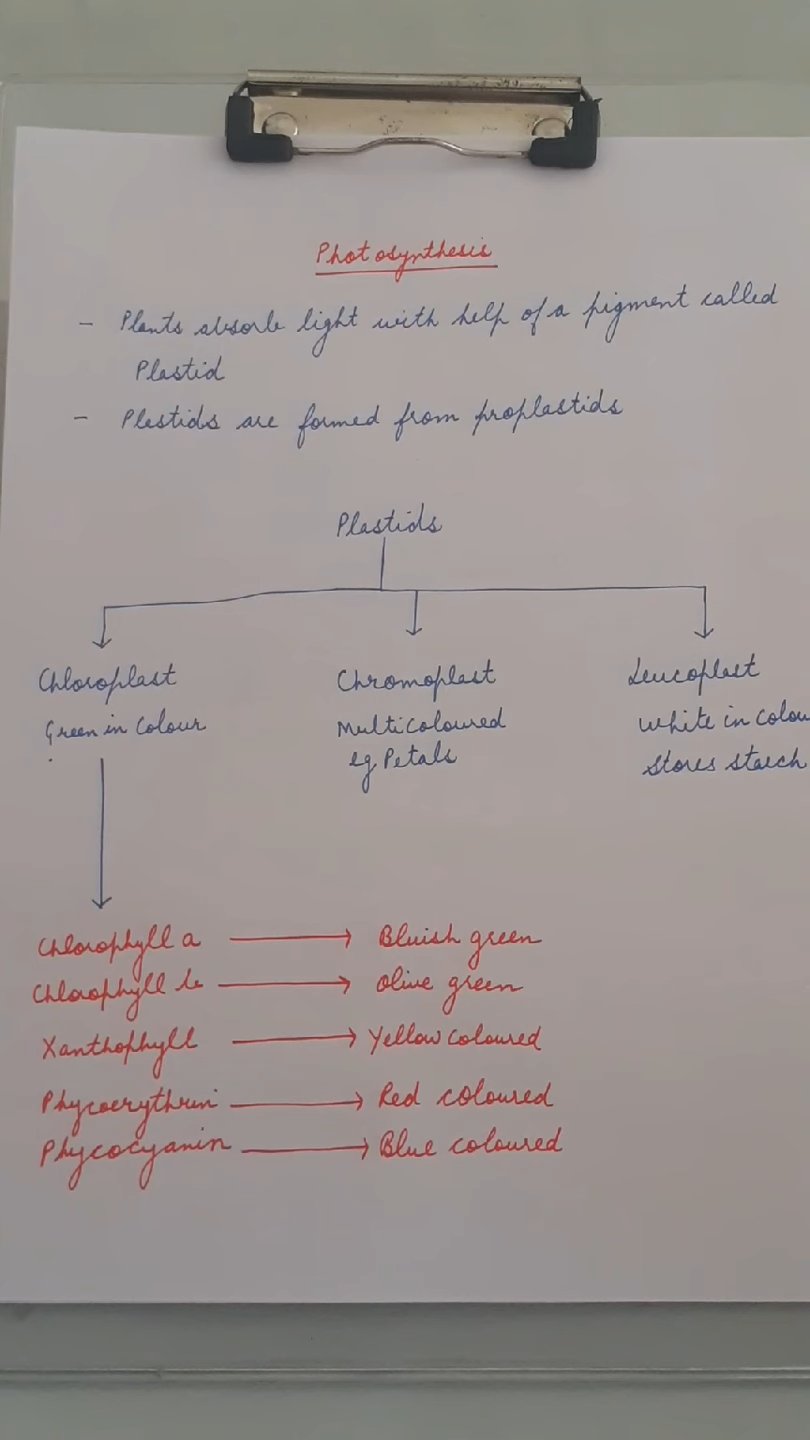 Photosynthesis
- Plants absorb light with help of a pigment called
Plastid
- Plastids are formed from proplastids
Plastids
Chloroplast
Green in Colour
Chromoplast
Multicoloured
eg Petals
Leucoplast
White in colou
Stores starch
Chlorophyll a → Bluish green
Chlorophyll b → Olive green
Xanthophyll → Yellow coloured
Phycoerythrin → Red coloured
Phycocyanin → Blue coloured